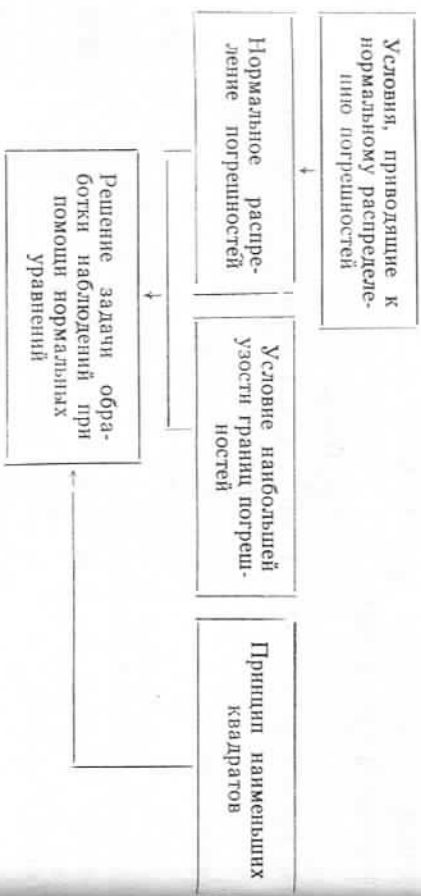 Условия, приводящие к
нормальному распределе-
нию погрешностей
Нормальное распре-
деление погрешностей
Условие наибольшей
узости границ погреш-
ностей
Принцип наименьших
квадратов
Решение задачи обра-
ботки наблюдений при
помощи нормальных
уравнений